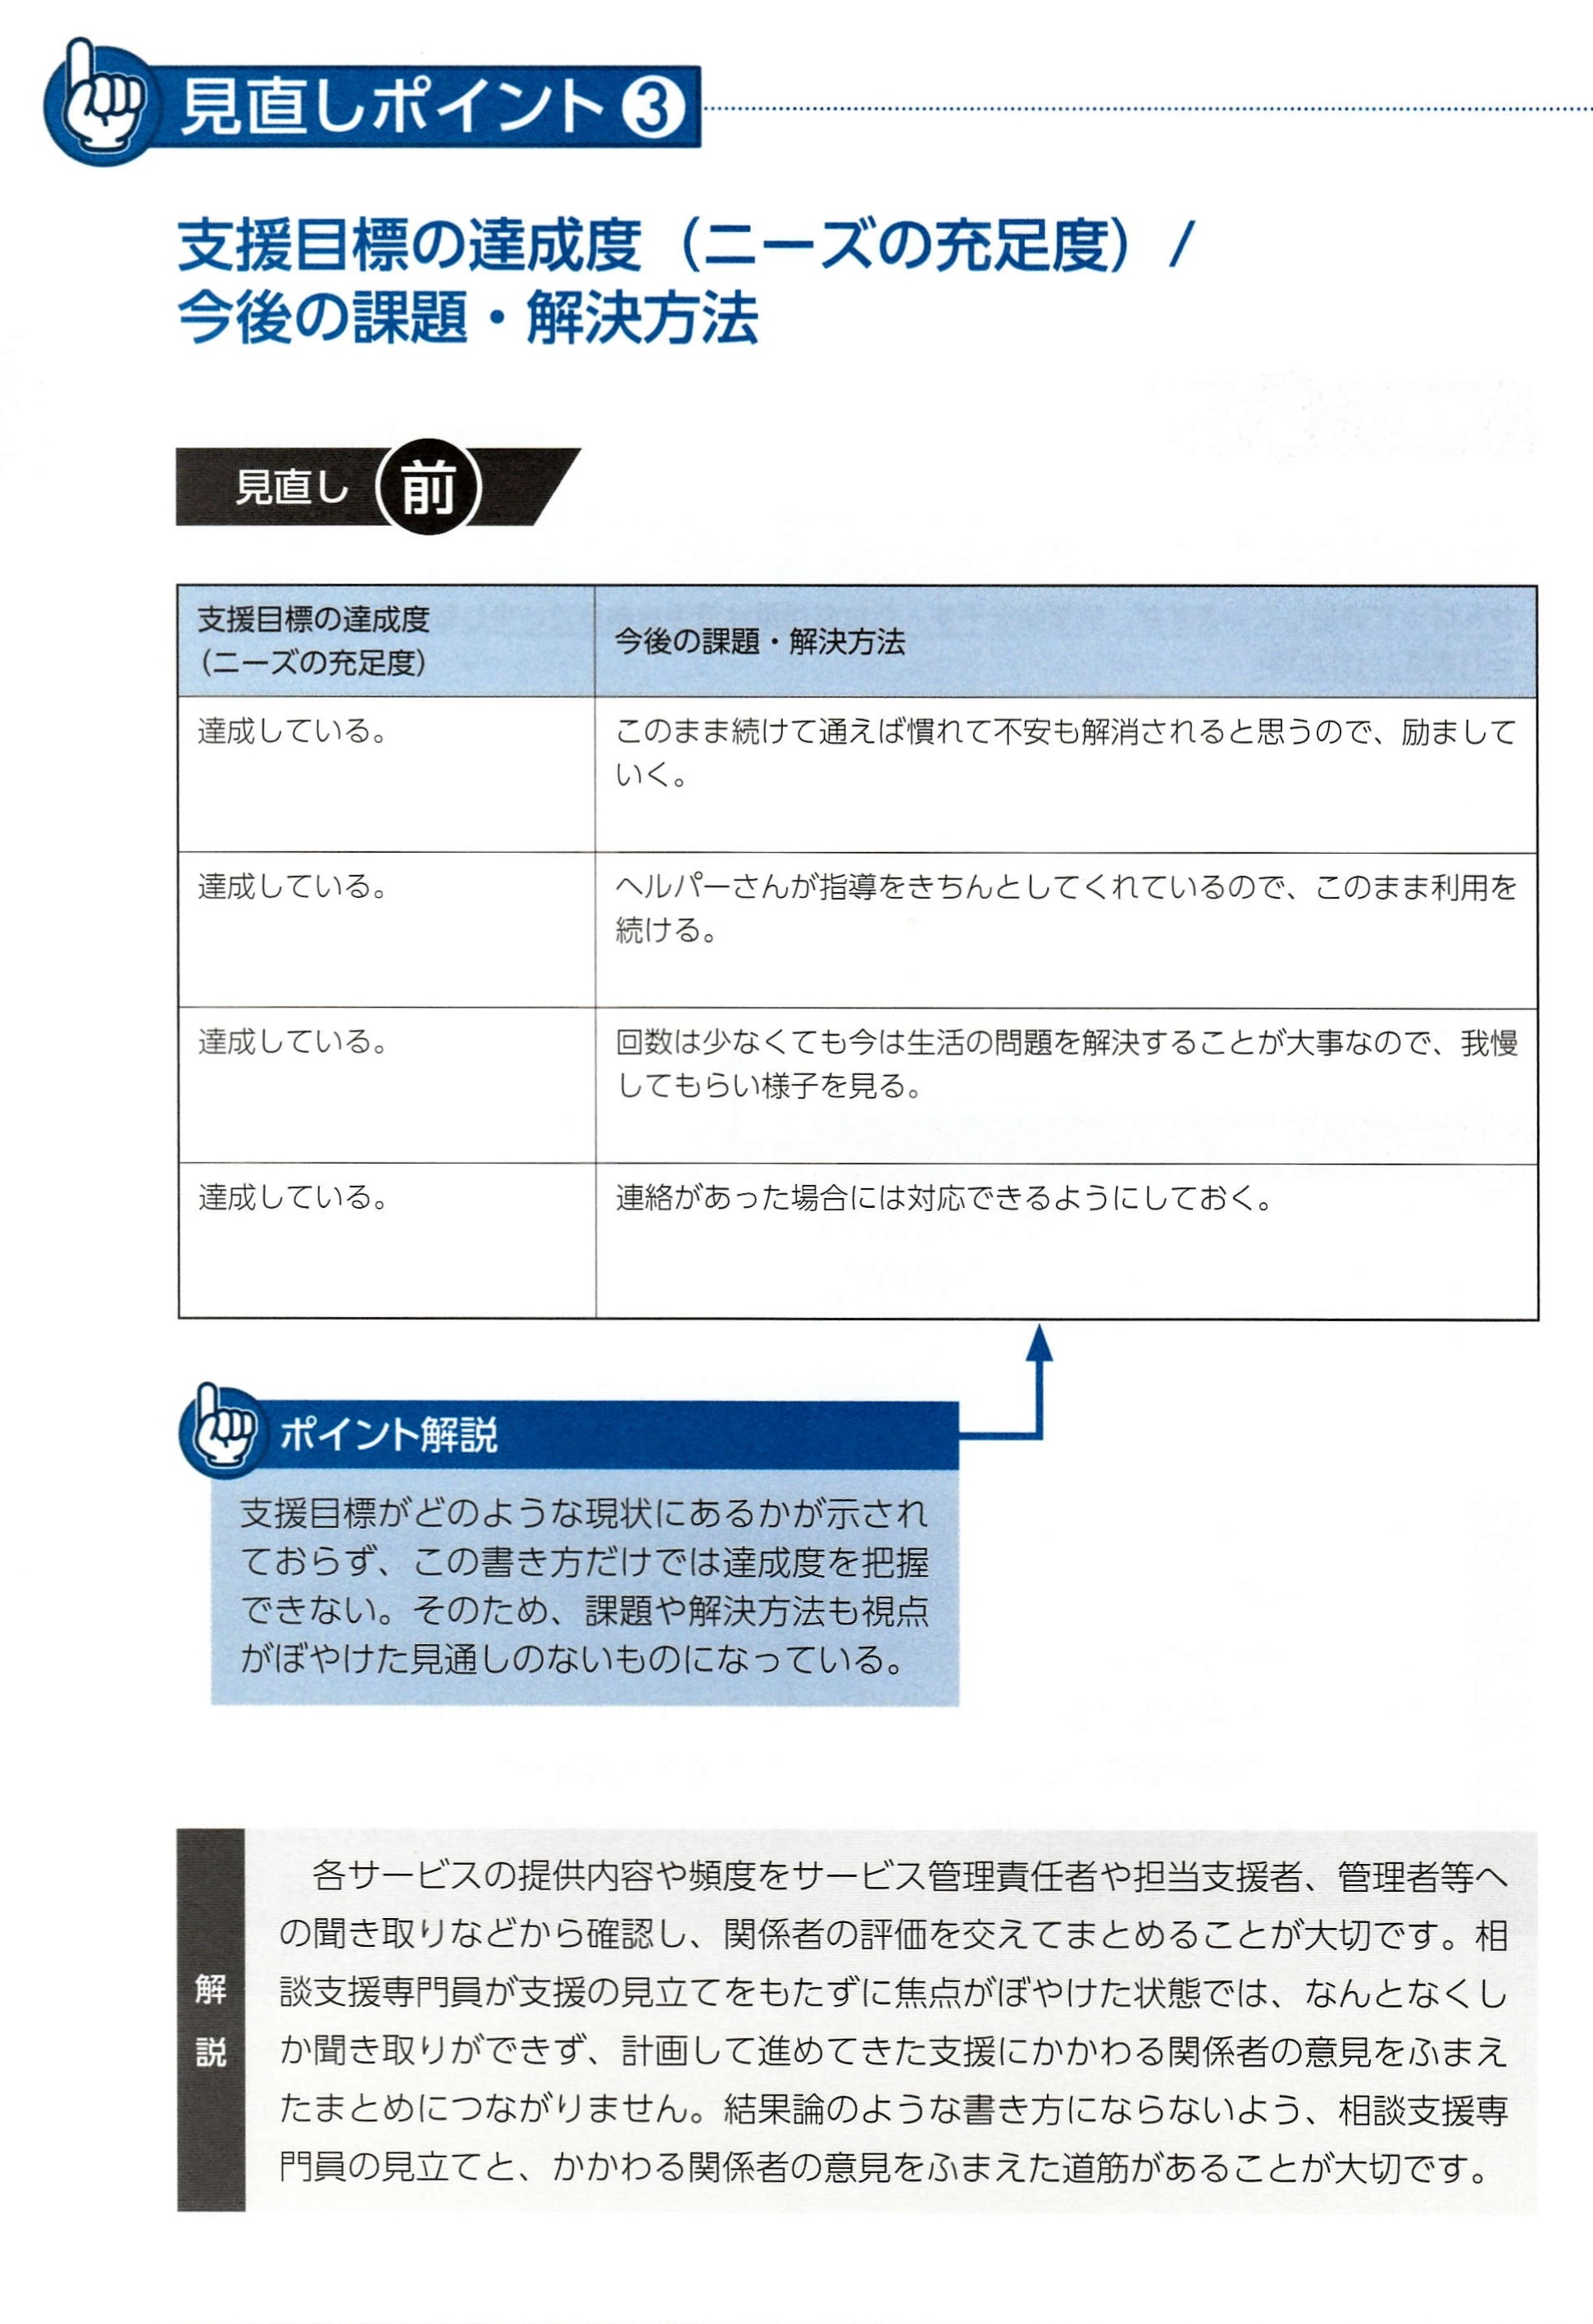 見直しポイント❸
支援目標の達成度（ニーズの充足度）/
今後の課題・解決方法
見直し 前
支援目標の達成度
（ニーズの充足度）
今後の課題・解決方法
達成している。
このまま続けて通えば慣れて不安も解消されると思うので、励まして
いく。
達成している。
ヘルパーさんが指導をきちんとしてくれているので、このまま利用を
続ける。
達成している。
回数は少なくても今は生活の問題を解決することが大事なので、我慢
してもらい様子を見る。
達成している。
連絡があった場合には対応できるようにしておく。
ポイント解説
支援目標がどのような現状にあるかが示され
ておらず、この書き方だけでは達成度を把握
できない。そのため、課題や解決方法も視点
がぼやけた見通しのないものになっている。
解説
各サービスの提供内容や頻度をサービス管理責任者や担当支援者、管理者等へ
の聞き取りなどから確認し、関係者の評価を交えてまとめることが大切です。相
談支援専門員が支援の見立てをもたずに焦点がぼやけた状態では、なんとなくし
か聞き取りができず、計画して進めてきた支援にかかわる関係者の意見をふまえ
たまとめにつながりません。結果論のような書き方にならないよう、相談支援専
門員の見立てと、かかわる関係者の意見をふまえた道筋があることが大切です。